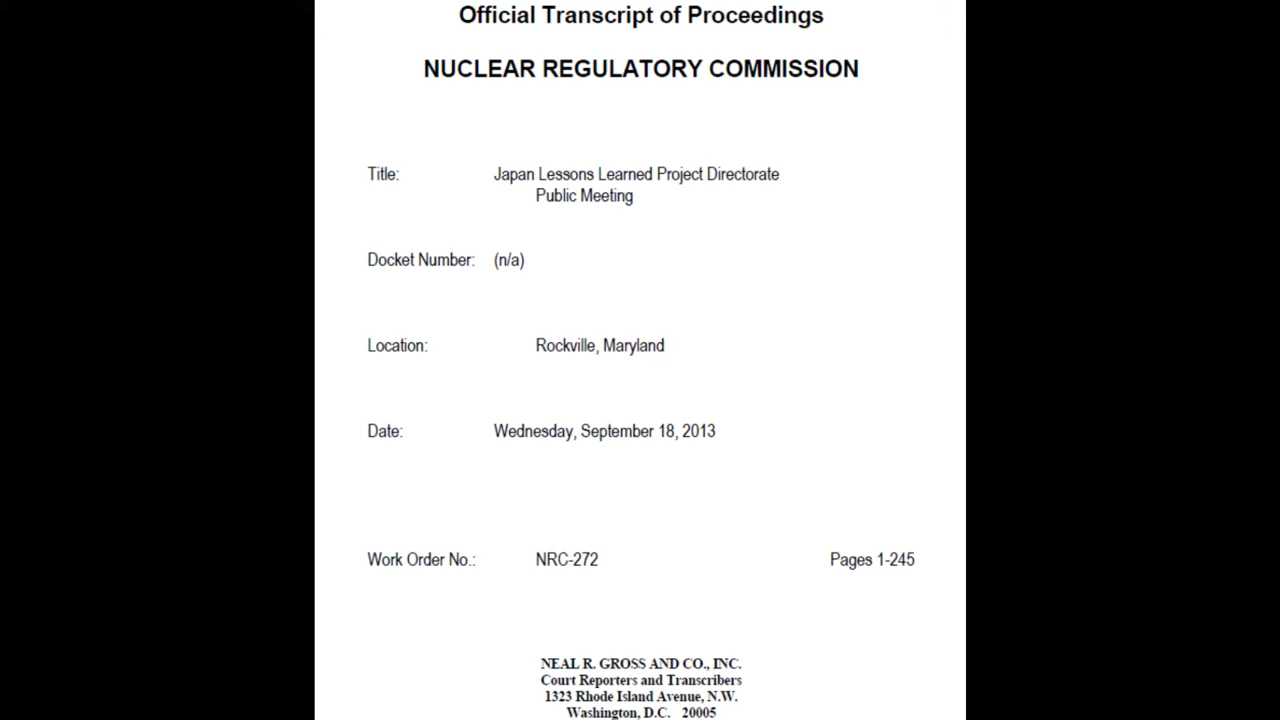 Official Transcript of Proceedings
NUCLEAR REGULATORY COMMISSION
Title: Japan Lessons Learned Project Directorate
Public Meeting
Docket Number: (n/a)
Location: Rockville, Maryland
Date: Wednesday, September 18, 2013
Work Order No.: NRC-272 Pages 1-245
NEAL R. GROSS AND CO., INC.
Court Reporters and Transcribers
1323 Rhode Island Avenue, N.W.
Washington, D.C. 20005